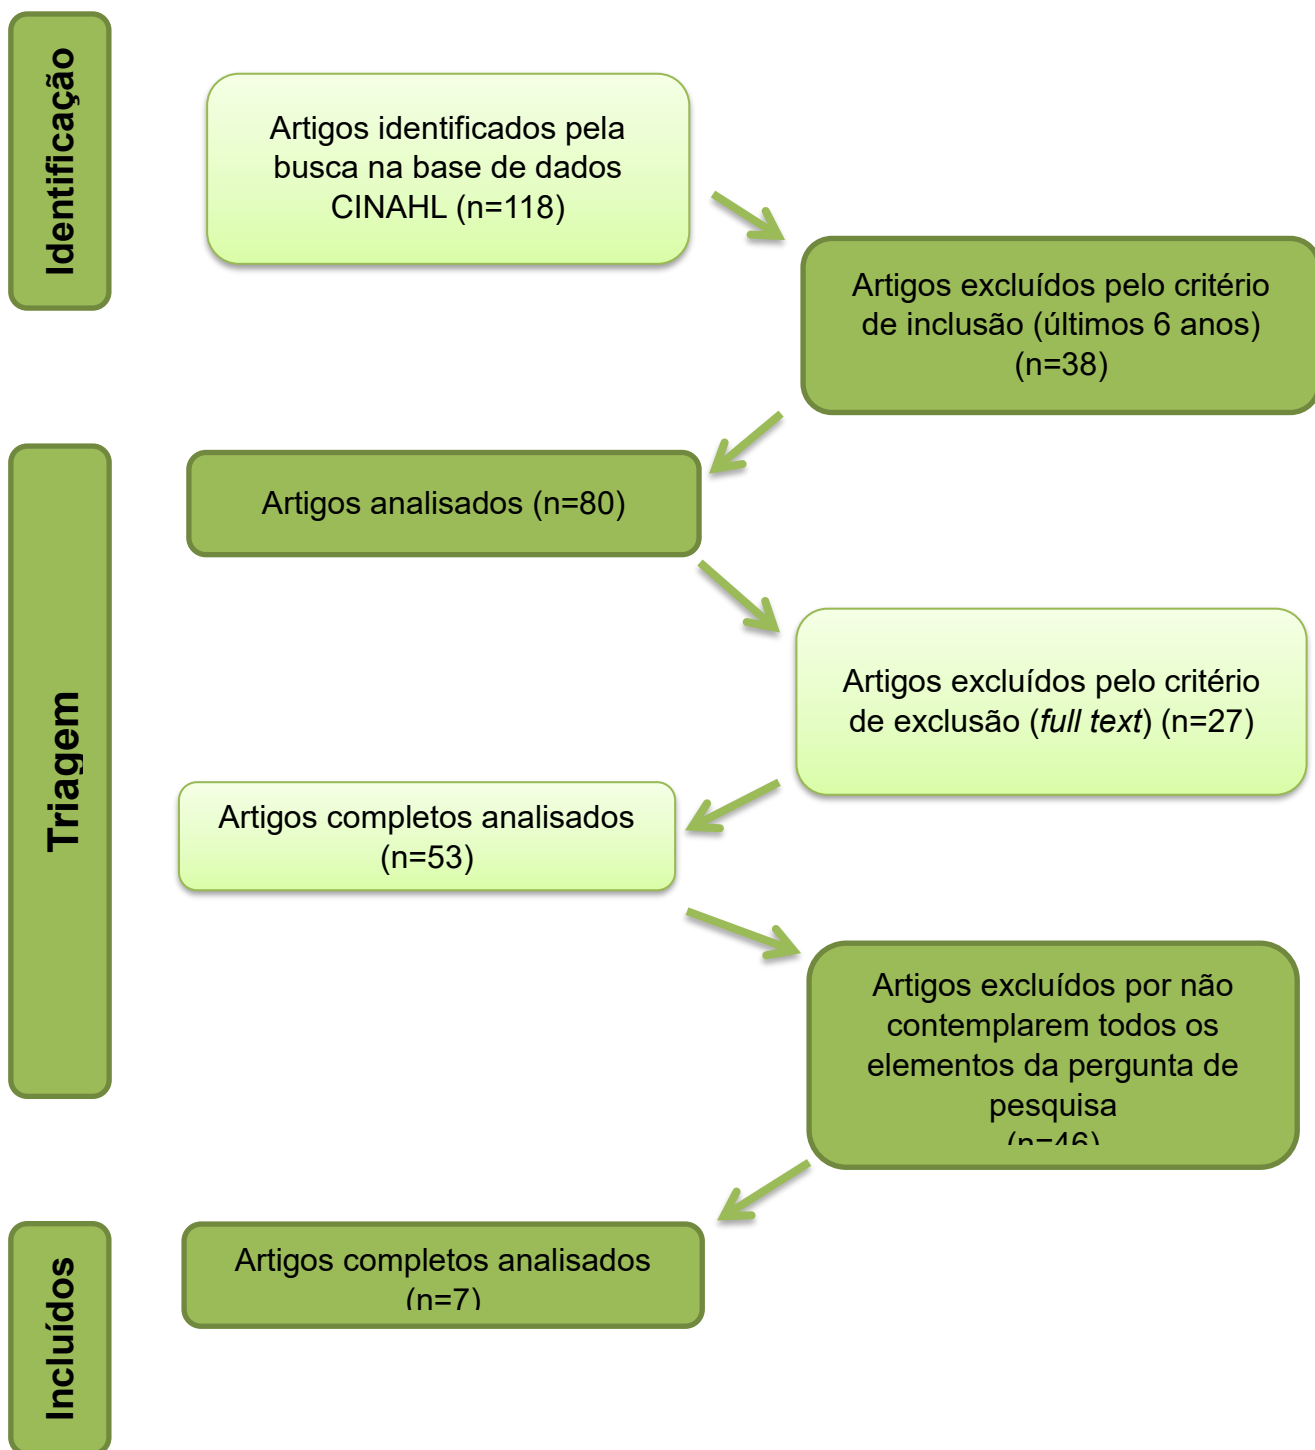 Identificação
Artigos identificados pela
busca na base de dados
CINAHL (n=118)
Artigos excluídos pelo critério
de inclusão (últimos 6 anos)
(n=38)
Triagem
Artigos analisados (n=80)
Artigos excluídos pelo critério
de exclusão (full text) (n=27)
Artigos completos analisados
(n=53)
Artigos excluídos por não
contemplarem todos os
elementos da pergunta de
pesquisa
(n=46)
Incluídos
Artigos completos analisados
(n=7)